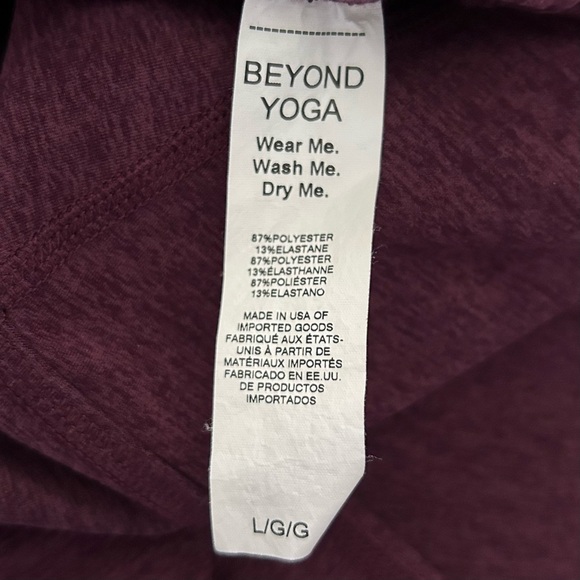 BEYOND
YOGA
Wear Me.
Wash Me.
Dry Me.
87%POLYESTER
13%ELASTANE
87%POLYESTER
13%ÉLASTHANNE
87%POLIÉSTER
13%ELASTANO
MADE IN USA OF
IMPORTED GOODS
FABRIQUÉ AUX ÉTATS-
UNIS À PARTIR DE
MATÉRIAUX IMPORTÉS
FABRICADO EN EE.UU.
DE PRODUCTOS
IMPORTADOS
L/G/G